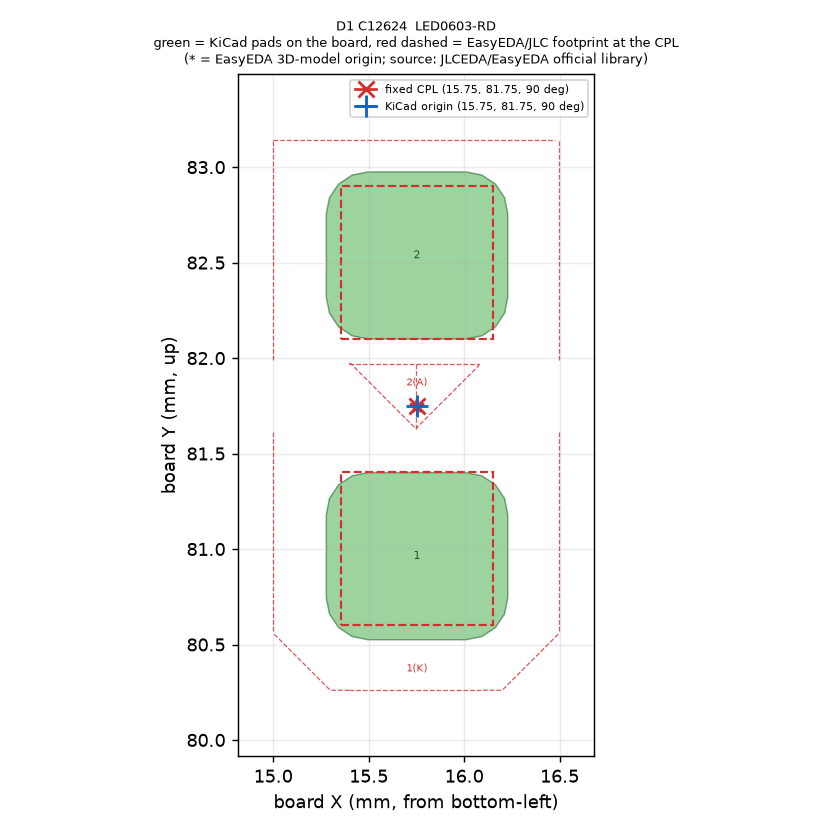 D1 C12624  LED0603-RD
green = KiCad pads on the board, red dashed = EasyEDA/JLC footprint at the CPL
(* = EasyEDA 3D-model origin; source: JLCEDA/EasyEDA official library)
fixed CPL (15.75, 81.75, 90 deg)
KiCad origin (15.75, 81.75, 90 deg)
83.0
2
82.5
82.0
2(A)
board Y (mm, up)
81.5
81.0
1
80.5
1(K)
80.0
15.0 15.5 16.0 16.5
board X (mm, from bottom-left)